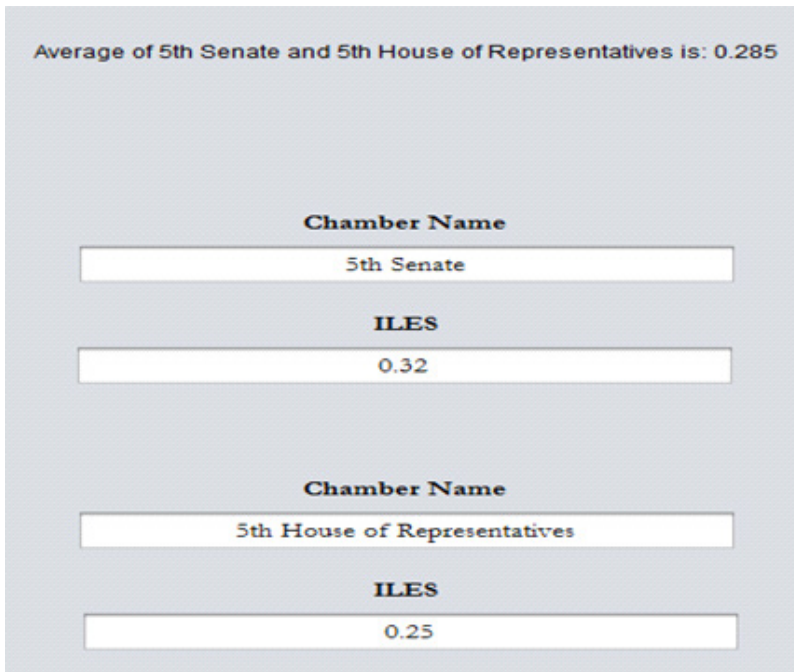 Average of 5th Senate and 5th House of Representatives is: 0.285
Chamber Name
5th Senate
ILES
0.32
Chamber Name
5th House of Representatives
ILES
0.25